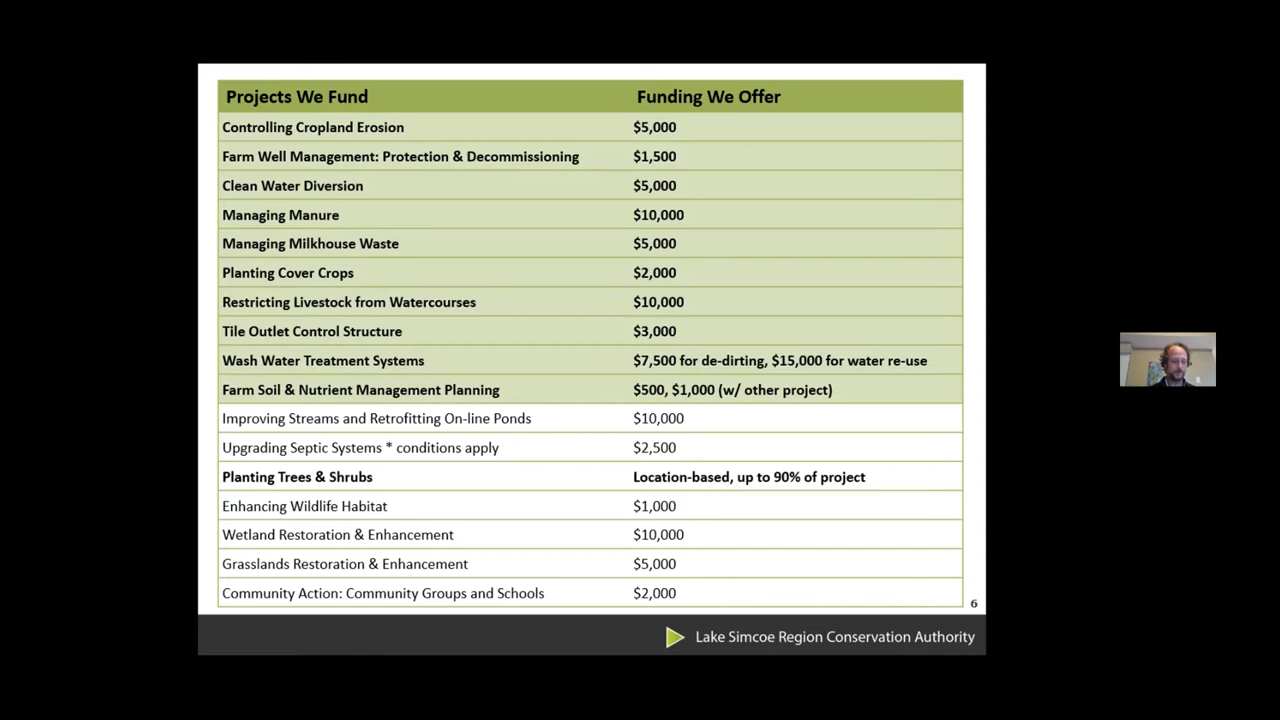 Projects We Fund Funding We Offer
Controlling Cropland Erosion $5,000
Farm Well Management: Protection & Decommissioning $1,500
Clean Water Diversion $5,000
Managing Manure $10,000
Managing Milkhouse Waste $5,000
Planting Cover Crops $2,000
Restricting Livestock from Watercourses $10,000
Tile Outlet Control Structure $3,000
Wash Water Treatment Systems $7,500 for de-dirting, $15,000 for water re-use
Farm Soil & Nutrient Management Planning $500, $1,000 (w/ other project)
Improving Streams and Retrofitting On-line Ponds $10,000
Upgrading Septic Systems * conditions apply $2,500
Planting Trees & Shrubs Location-based, up to 90% of project
Enhancing Wildlife Habitat $1,000
Wetland Restoration & Enhancement $10,000
Grasslands Restoration & Enhancement $5,000
Community Action: Community Groups and Schools $2,000
6
Lake Simcoe Region Conservation Authority